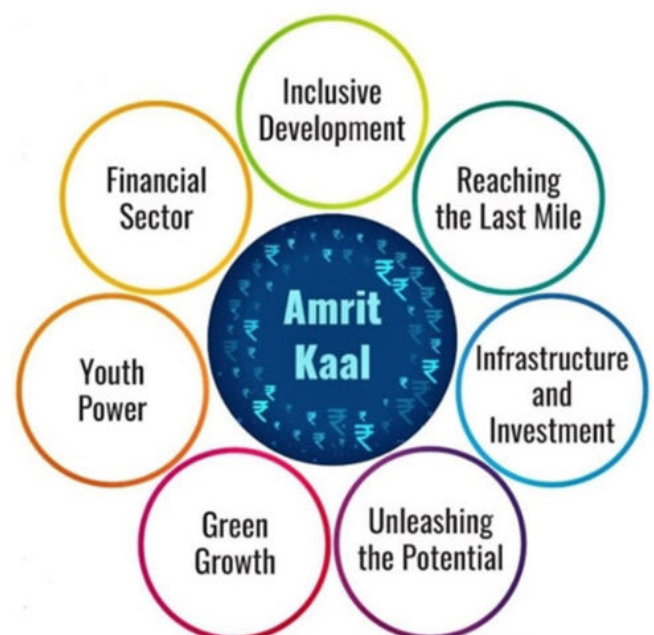 Inclusive
Development
Financial
Sector
Reaching
the Last Mile
Amrit
Kaal
Youth
Power
Infrastructure
and
Investment
Green
Growth
Unleashing
the Potential